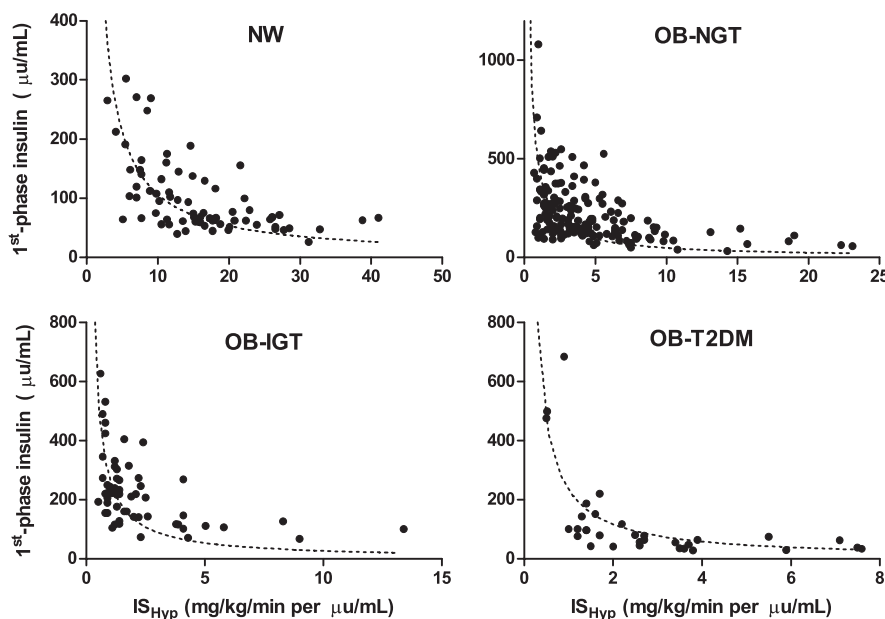 NW
1st-phase insulin ( μu/mL)
400
300
200
100
0
0 10 20 30 40 50
OB-NGT
1000
500
0
0 5 10 15 20 25
OB-IGT
1st-phase insulin ( μu/mL)
800
600
400
200
0
0 5 10 15
ISHyp (mg/kg/min per μu/mL)
OB-T2DM
800
600
400
200
0
0 2 4 6 8
ISHyp (mg/kg/min per μu/mL)